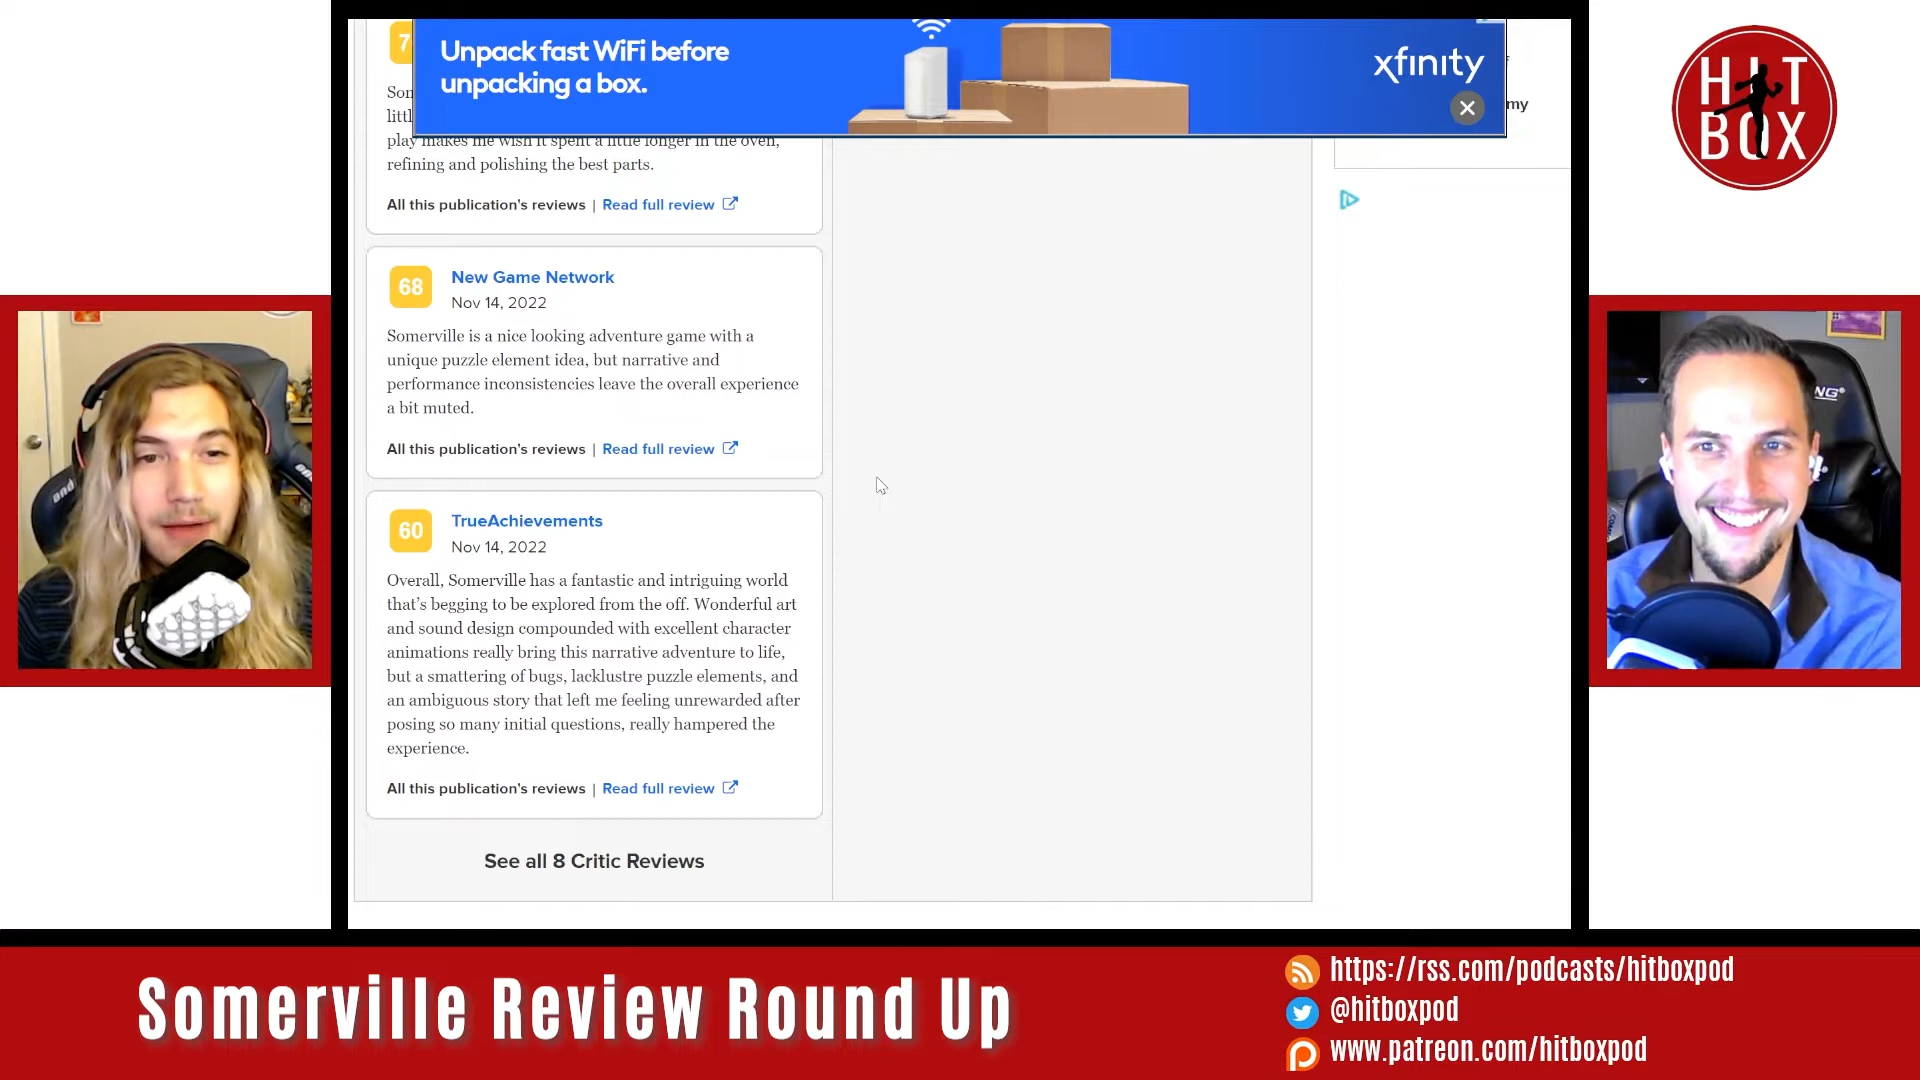 Unpack fast WiFi before
unpacking a box.
xfinity
HIT
BOX
7
Som
littl
my
play makes me wish it spent a little longer in the oven,
refining and polishing the best parts.
All this publication's reviews | Read full review
68
New Game Network
Nov 14, 2022
Somerville is a nice looking adventure game with a
unique puzzle element idea, but narrative and
performance inconsistencies leave the overall experience
a bit muted.
All this publication's reviews | Read full review
60
TrueAchievements
Nov 14, 2022
Overall, Somerville has a fantastic and intriguing world
that’s begging to be explored from the off. Wonderful art
and sound design compounded with excellent character
animations really bring this narrative adventure to life,
but a smattering of bugs, lacklustre puzzle elements, and
an ambiguous story that left me feeling unrewarded after
posing so many initial questions, really hampered the
experience.
All this publication's reviews | Read full review
See all 8 Critic Reviews
Somerville Review Round Up
https://rss.com/podcasts/hitboxpod
@hitboxpod
www.patreon.com/hitboxpod